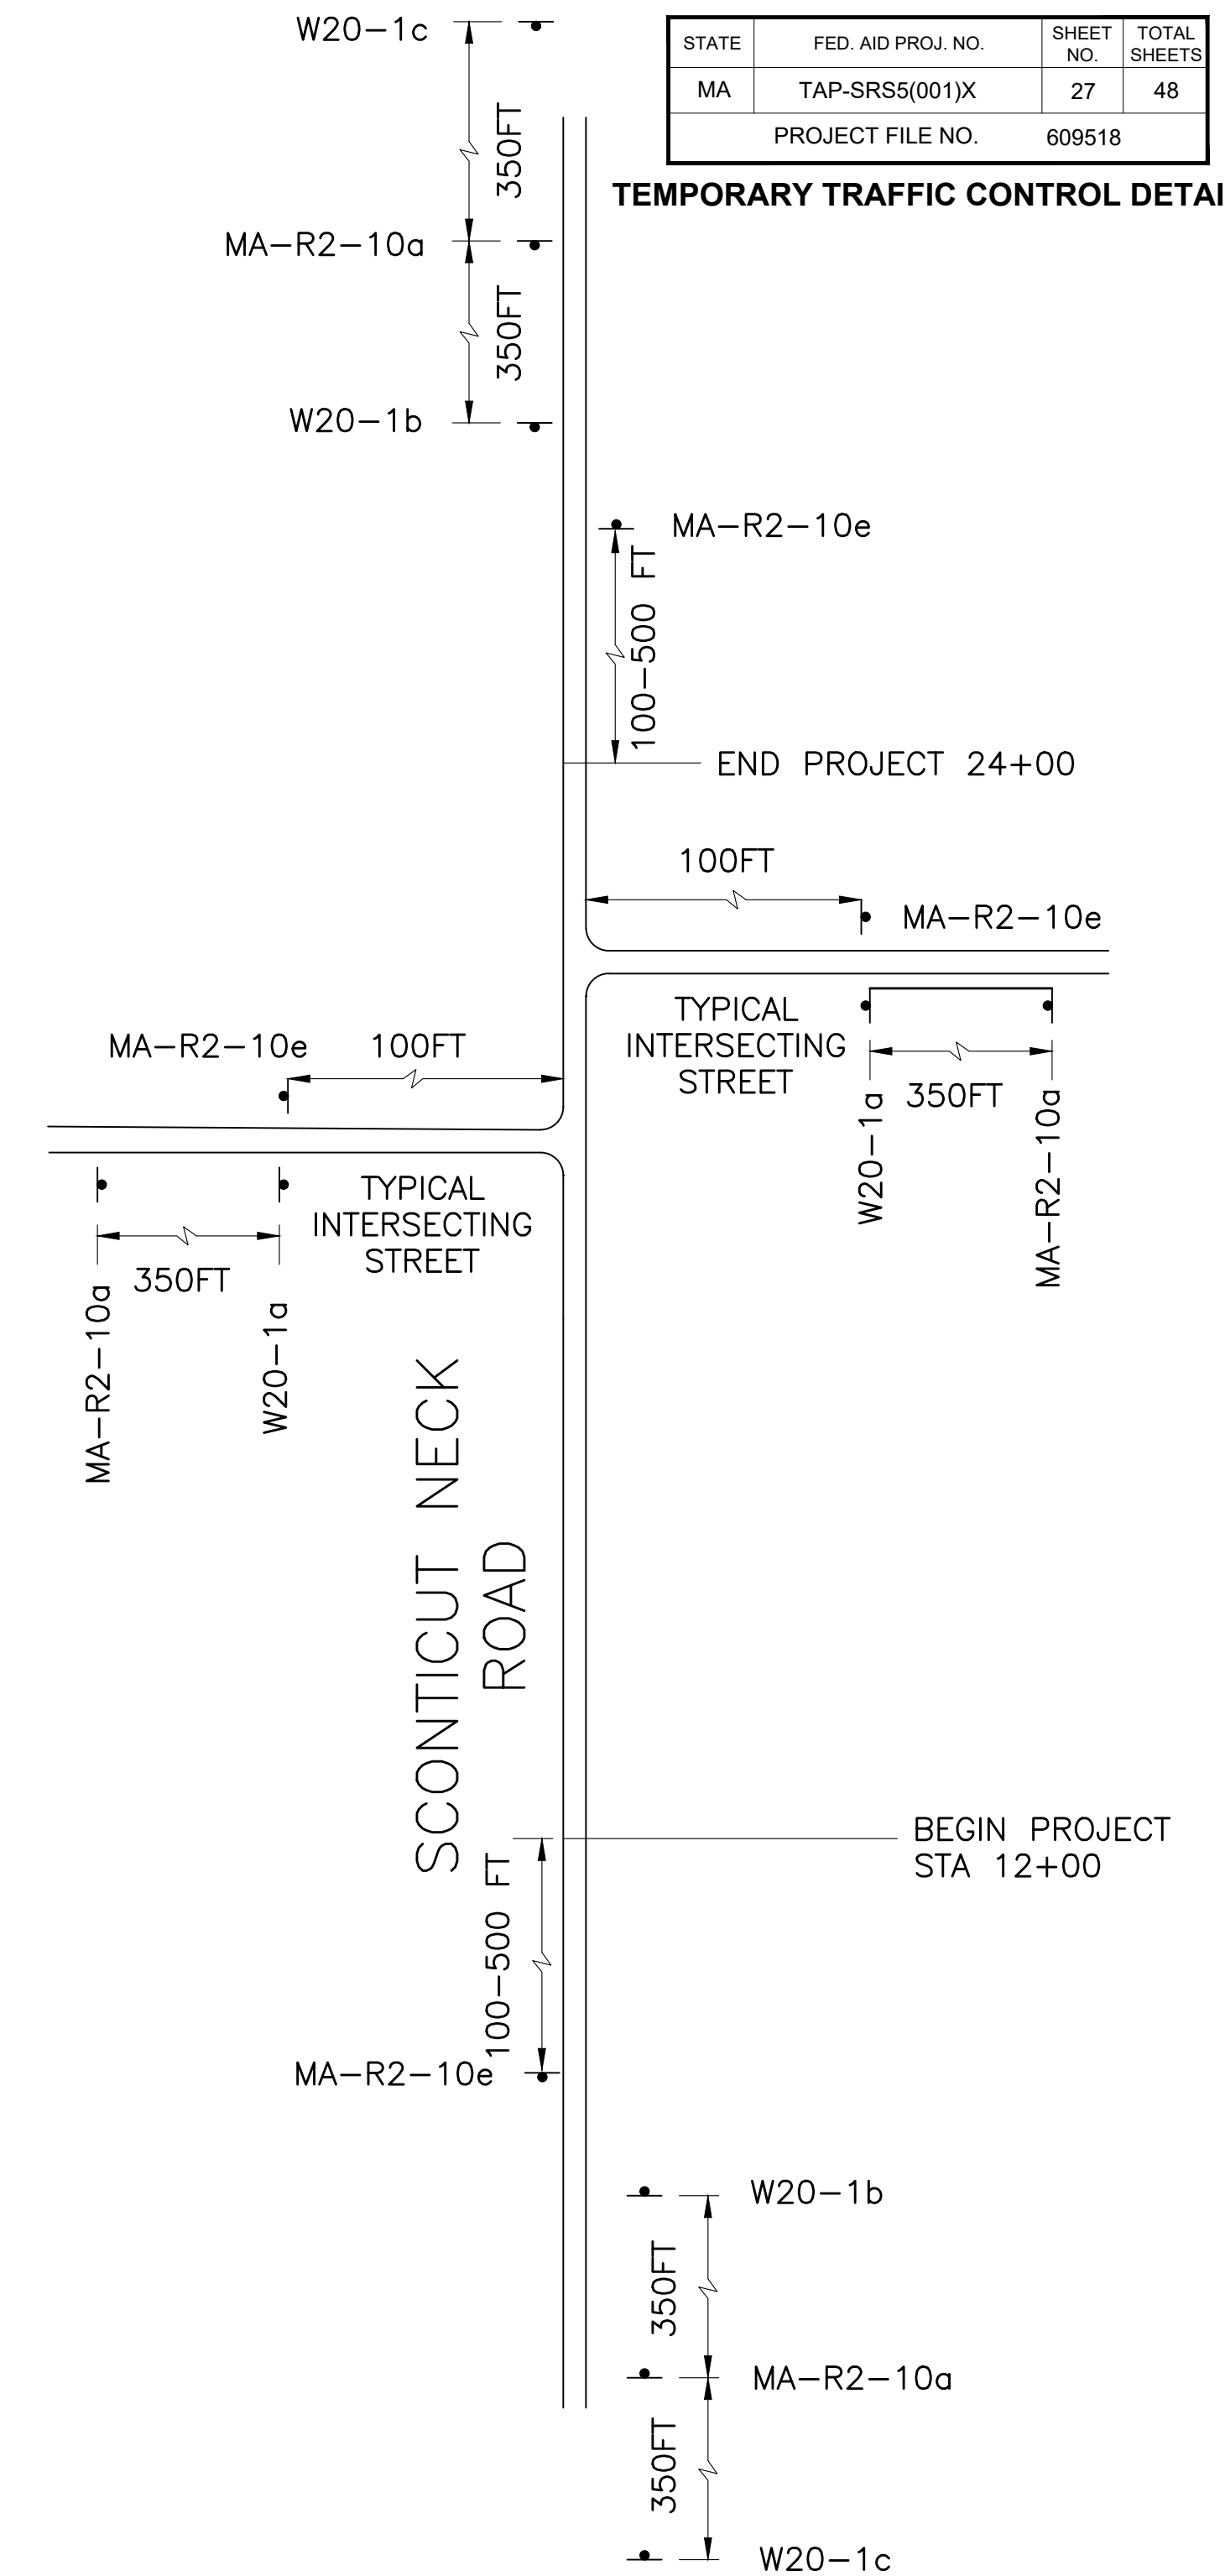 W20-1c
STATE FED. AID PROJ. NO. SHEET NO. TOTAL SHEETS
MA TAP-SRS5(001)X 27 48
PROJECT FILE NO. 609518
TEMPORARY TRAFFIC CONTROL DETAI
350FT
MA-R2-10a
350FT
W20-1b
MA-R2-10e
100-500 FT
END PROJECT 24+00
100FT
MA-R2-10e
TYPICAL
INTERSECTING
STREET
350FT
W20-1a
MA-R2-10a
MA-R2-10e
100FT
TYPICAL
INTERSECTING
STREET
350FT
MA-R2-10a
W20-1a
SCONTICUT NECK
ROAD
BEGIN PROJECT
STA 12+00
100-500 FT
MA-R2-10e
W20-1b
350FT
MA-R2-10a
350FT
W20-1c